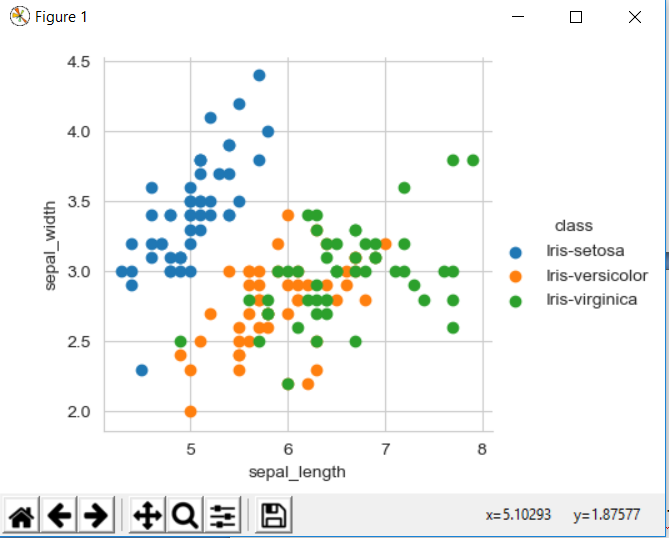 Figure 1
4.5
4.0
3.5
3.0
2.5
2.0
sepal_width
5 6 7 8
sepal_length
class
Iris-setosa
Iris-versicolor
Iris-virginica
x=5.10293 y=1.87577